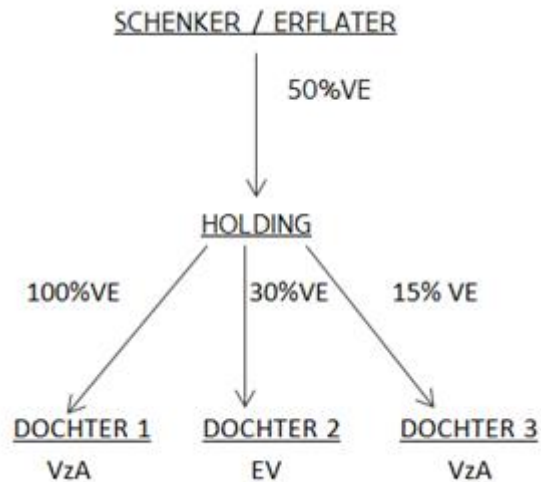 SCHENKER / ERFLATER
50%VE
HOLDING
100%VE 30%VE 15% VE
DOCHTER 1 DOCHTER 2 DOCHTER 3
VzA EV VzA